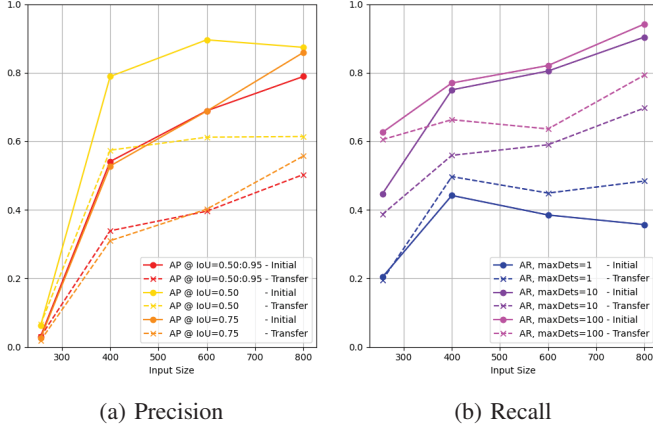 1.0
0.8
0.6
0.4
0.2
0.0
300 400 500 600 700 800
Input Size
AP @ IoU=0.50:0.95 - Initial
AP @ IoU=0.50:0.95 - Transfer
AP @ IoU=0.50 - Initial
AP @ IoU=0.50 - Transfer
AP @ IoU=0.75 - Initial
AP @ IoU=0.75 - Transfer
(a) Precision
1.0
0.8
0.6
0.4
0.2
0.0
300 400 500 600 700 800
Input Size
AR, maxDets=1 - Initial
AR, maxDets=1 - Transfer
AR, maxDets=10 - Initial
AR, maxDets=10 - Transfer
AR, maxDets=100 - Initial
AR, maxDets=100 - Transfer
(b) Recall